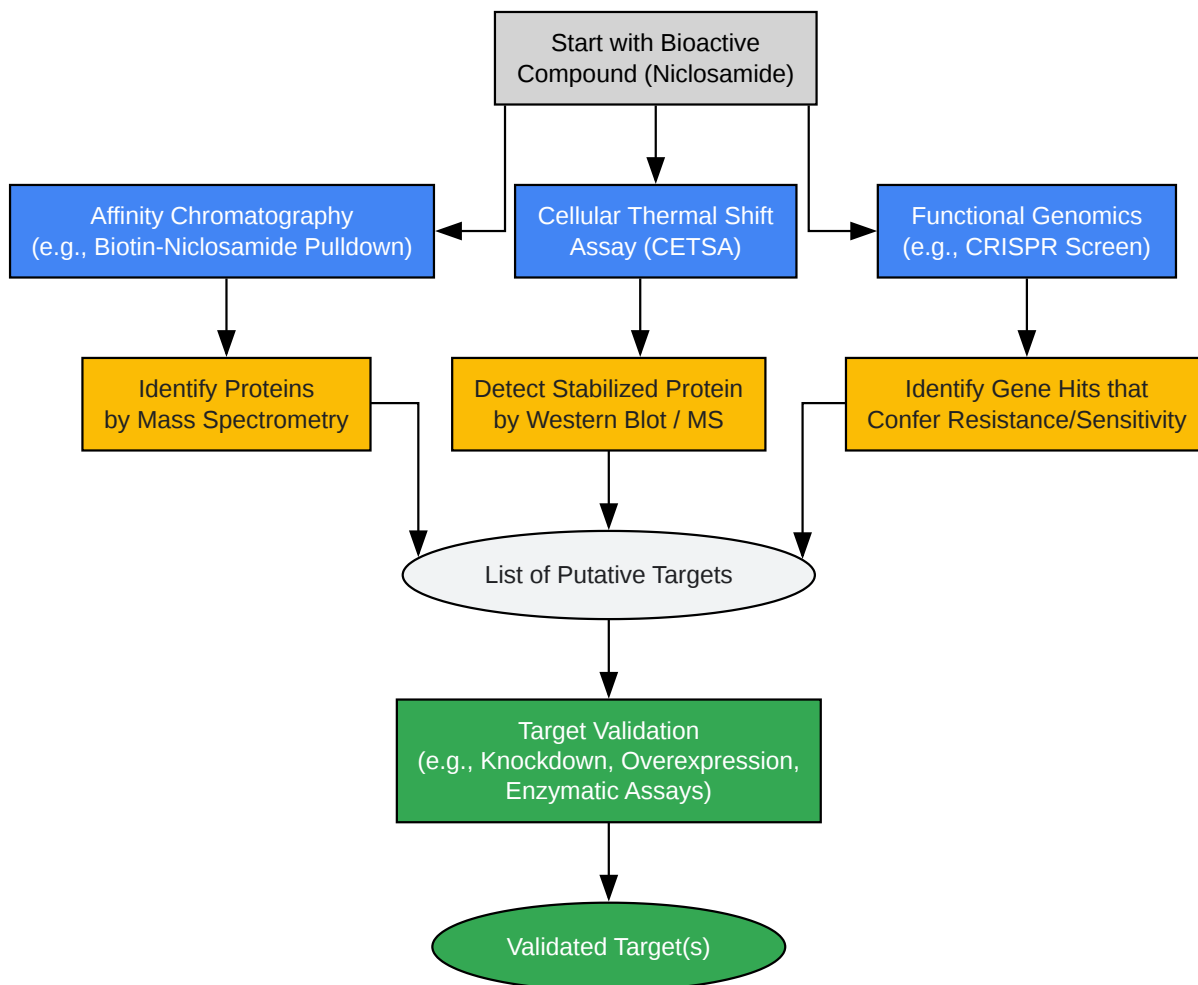 Start with Bioactive
Compound (Niclosamide)
Affinity Chromatography
(e.g., Biotin-Niclosamide Pulldown)
Cellular Thermal Shift
Assay (CETSA)
Functional Genomics
(e.g., CRISPR Screen)
Identify Proteins
by Mass Spectrometry
Detect Stabilized Protein
by Western Blot / MS
Identify Gene Hits that
Confer Resistance/Sensitivity
List of Putative Targets
Target Validation
(e.g., Knockdown, Overexpression,
Enzymatic Assays)
Validated Target(s)